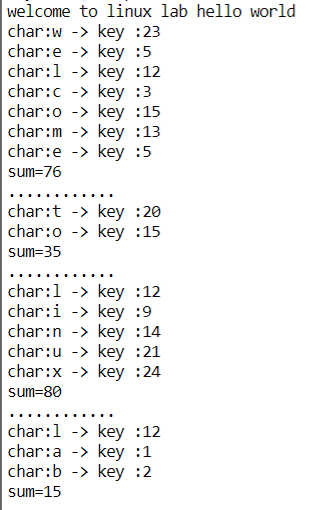 welcome to linux lab hello world
char:w -> key :23
char:e -> key :5
char:l -> key :12
char:c -> key :3
char:o -> key :15
char:m -> key :13
char:e -> key :5
sum=76
............
char:t -> key :20
char:o -> key :15
sum=35
............
char:l -> key :12
char:i -> key :9
char:n -> key :14
char:u -> key :21
char:x -> key :24
sum=80
............
char:l -> key :12
char:a -> key :1
char:b -> key :2
sum=15